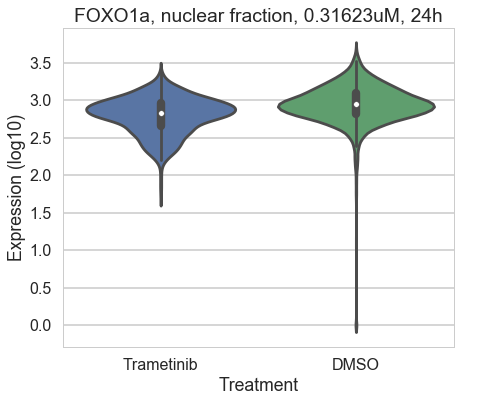 FOXO1a, nuclear fraction, 0.31623uM, 24h
Expression (log10)
3.5
3.0
2.5
2.0
1.5
1.0
0.5
0.0
Trametinib DMSO
Treatment